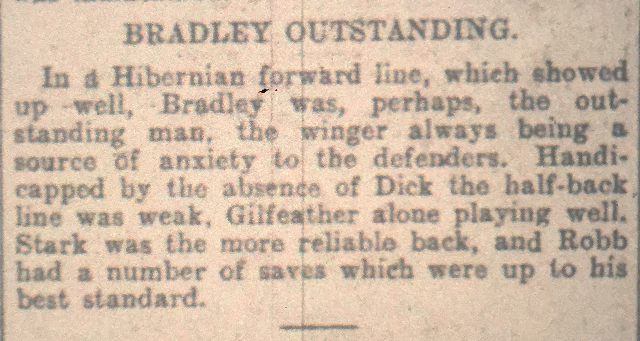 BRADLEY OUTSTANDING.
In a Hibernian forward line, which showed
up well, Bradley was, perhaps, the out-
standing man, the winger always being a
source of anxiety to the defenders. Handi-
capped by the absence of Dick the half-back
line was weak, Gilfeather alone playing well.
Stark was the more reliable back, and Robb
had a number of saves which were up to his
best standard.